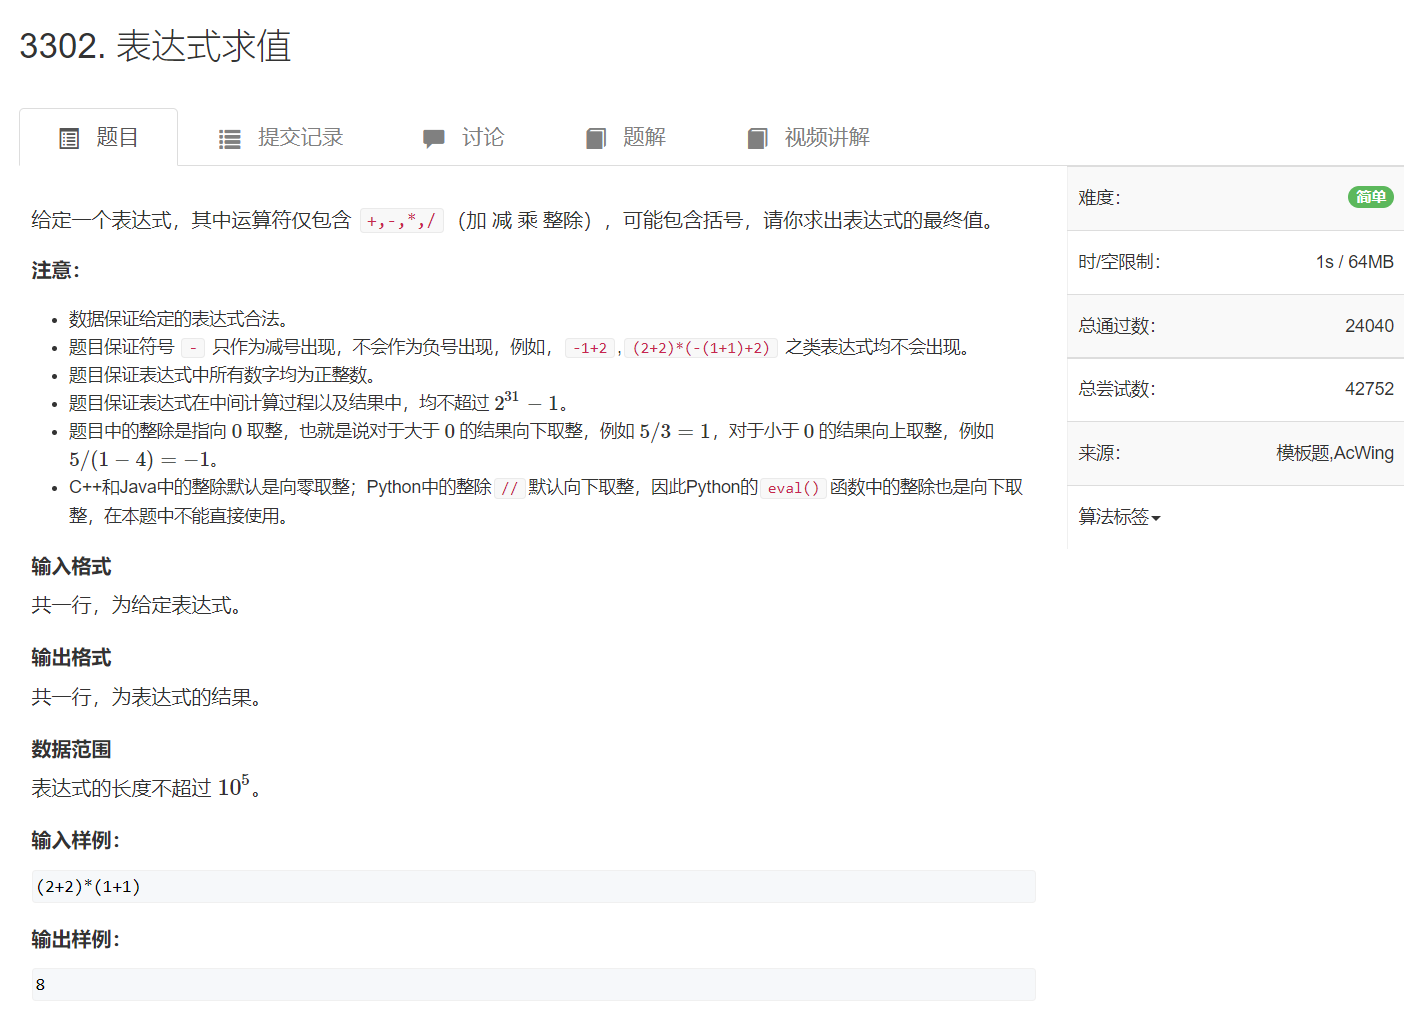 3302. 表达式求值
题目 提交记录 讨论 题解 视频讲解
给定一个表达式，其中运算符仅包含 +,-,*,/ （加 减 乘 整除），可能包含括号，请你求出表达式的最终值。
注意：
数据保证给定的表达式合法。
题目保证符号 - 只作为减号出现，不会作为负号出现，例如， -1+2 , (2+2)*(-(1+1)+2) 之类表达式均不会出现。
题目保证表达式中所有数字均为正整数。
题目保证表达式在中间计算过程以及结果中，均不超过 2^31 − 1。
题目中的整除是指向 0 取整，也就是说对于大于 0 的结果向下取整，例如 5/3 = 1，对于小于 0 的结果向上取整，例如
5/(1 − 4) = −1。
C++和Java中的整除默认是向零取整；Python中的整除 // 默认向下取整，因此Python的 eval() 函数中的整除也是向下取
整，在本题中不能直接使用。
输入格式
共一行，为给定表达式。
输出格式
共一行，为表达式的结果。
数据范围
表达式的长度不超过 10^5。
输入样例：
(2+2)*(1+1)
输出样例：
8
难度： 简单
时/空限制： 1s / 64MB
总通过数： 24040
总尝试数： 42752
来源： 模板题,AcWing
算法标签